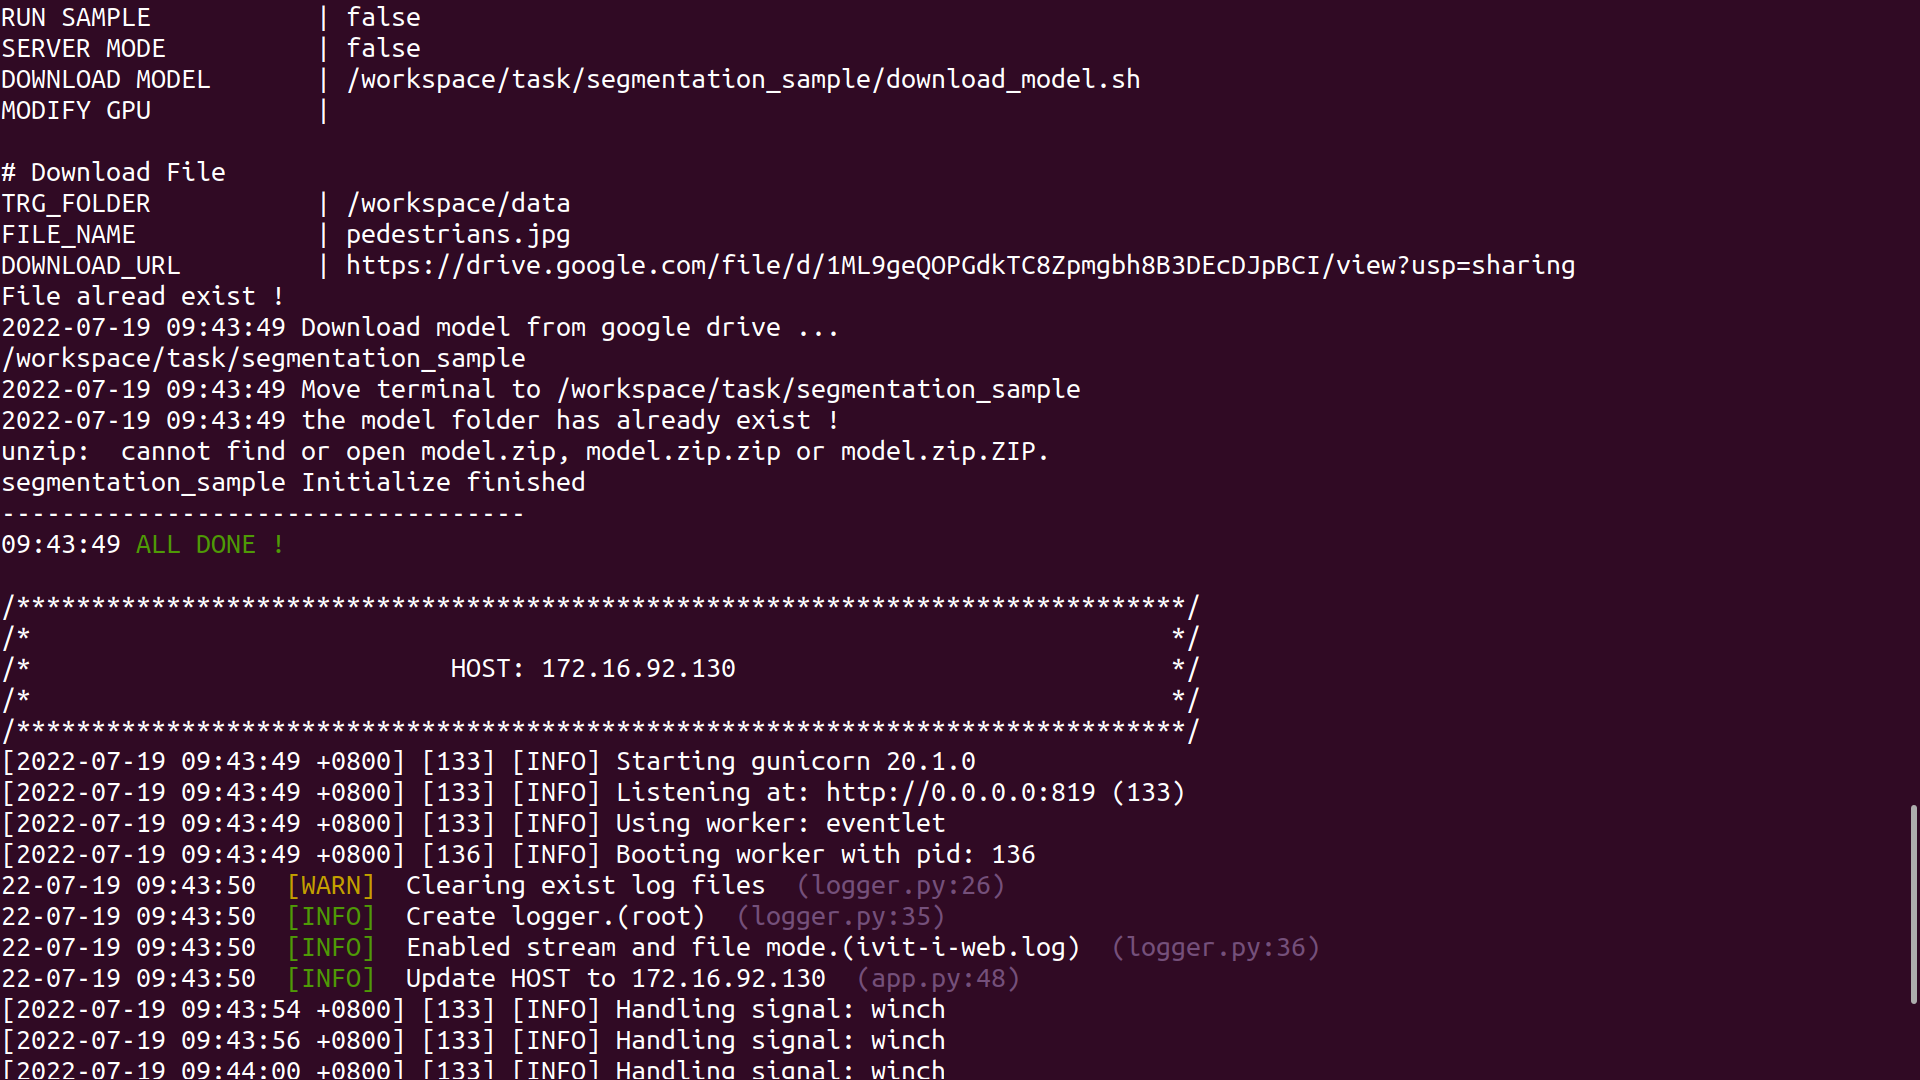 RUN SAMPLE           | false
SERVER MODE          | false
DOWNLOAD MODEL       | /workspace/task/segmentation_sample/download_model.sh
MODIFY GPU           |
# Download File
TRG_FOLDER           | /workspace/data
FILE_NAME            | pedestrians.jpg
DOWNLOAD_URL         | https://drive.google.com/file/d/1ML9geQOPGdkTC8Zpmgbh8B3DEcDJpBCI/view?usp=sharing
File alread exist !
2022-07-19 09:43:49 Download model from google drive ...
/workspace/task/segmentation_sample
2022-07-19 09:43:49 Move terminal to /workspace/task/segmentation_sample
2022-07-19 09:43:49 the model folder has already exist !
unzip:  cannot find or open model.zip, model.zip.zip or model.zip.ZIP.
segmentation_sample Initialize finished
-----------------------------------
09:43:49 ALL DONE !
/******************************************************************************/
/*                                                                            */
/*                            HOST: 172.16.92.130                             */
/*                                                                            */
/******************************************************************************/
[2022-07-19 09:43:49 +0800] [133] [INFO] Starting gunicorn 20.1.0
[2022-07-19 09:43:49 +0800] [133] [INFO] Listening at: http://0.0.0.0:819 (133)
[2022-07-19 09:43:49 +0800] [133] [INFO] Using worker: eventlet
[2022-07-19 09:43:49 +0800] [136] [INFO] Booting worker with pid: 136
22-07-19 09:43:50  [WARN]  Clearing exist log files  (logger.py:26)
22-07-19 09:43:50  [INFO]  Create logger.(root)  (logger.py:35)
22-07-19 09:43:50  [INFO]  Enabled stream and file mode.(ivit-i-web.log)  (logger.py:36)
22-07-19 09:43:50  [INFO]  Update HOST to 172.16.92.130  (app.py:48)
[2022-07-19 09:43:54 +0800] [133] [INFO] Handling signal: winch
[2022-07-19 09:43:56 +0800] [133] [INFO] Handling signal: winch
[2022-07-19 09:44:00 +0800] [133] [INFO] Handling signal: winch